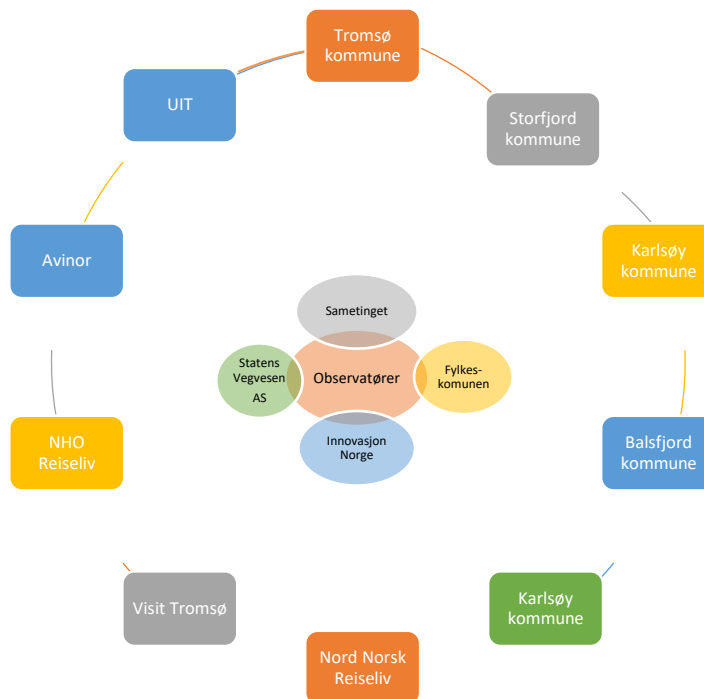 Tromsø
kommune
UIT
Storfjord
kommune
Avinor
Karlsøy
kommune
Sametinget
Statens
Vegvesen
AS
Observatører
Fylkes-
komunen
Innovasjon
Norge
NHO
Reiseliv
Balsfjord
kommune
Visit Tromsø
Karlsøy
kommune
Nord Norsk
Reiseliv